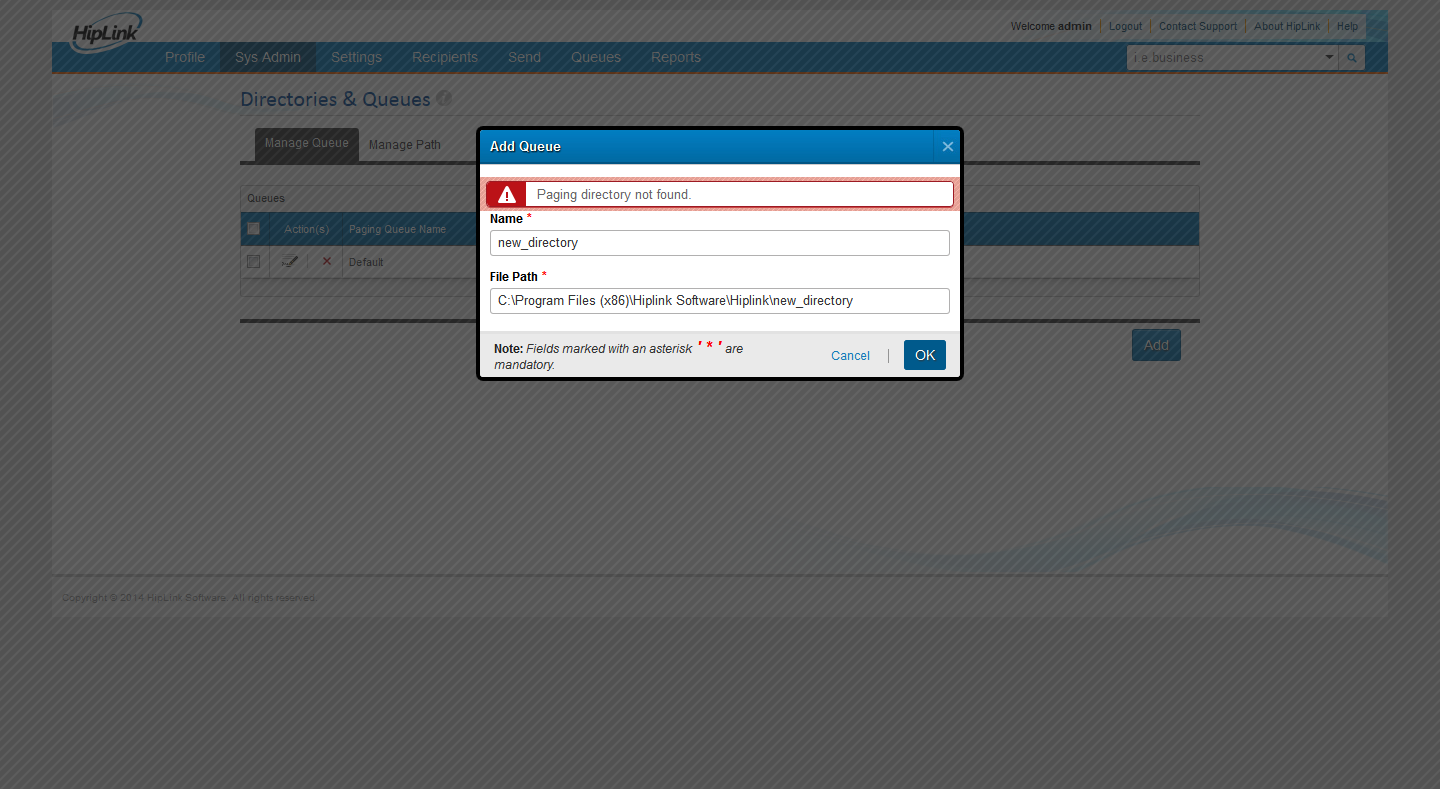 HipLink
Welcome admin Logout Contact Support About HipLink Help
Profile Sys Admin Settings Recipients Send Queues Reports
i.e.business
Directories & Queues
Manage Queue Manage Path
Queues
Action(s) Paging Queue Name
Default
Add Queue
Paging directory not found.
Name *
new_directory
File Path *
C:\Program Files (x86)\Hiplink Software\Hiplink\new_directory
Note: Fields marked with an asterisk ' * ' are
mandatory.
Cancel OK
Add
Copyright © 2014 HipLink Software. All rights reserved.